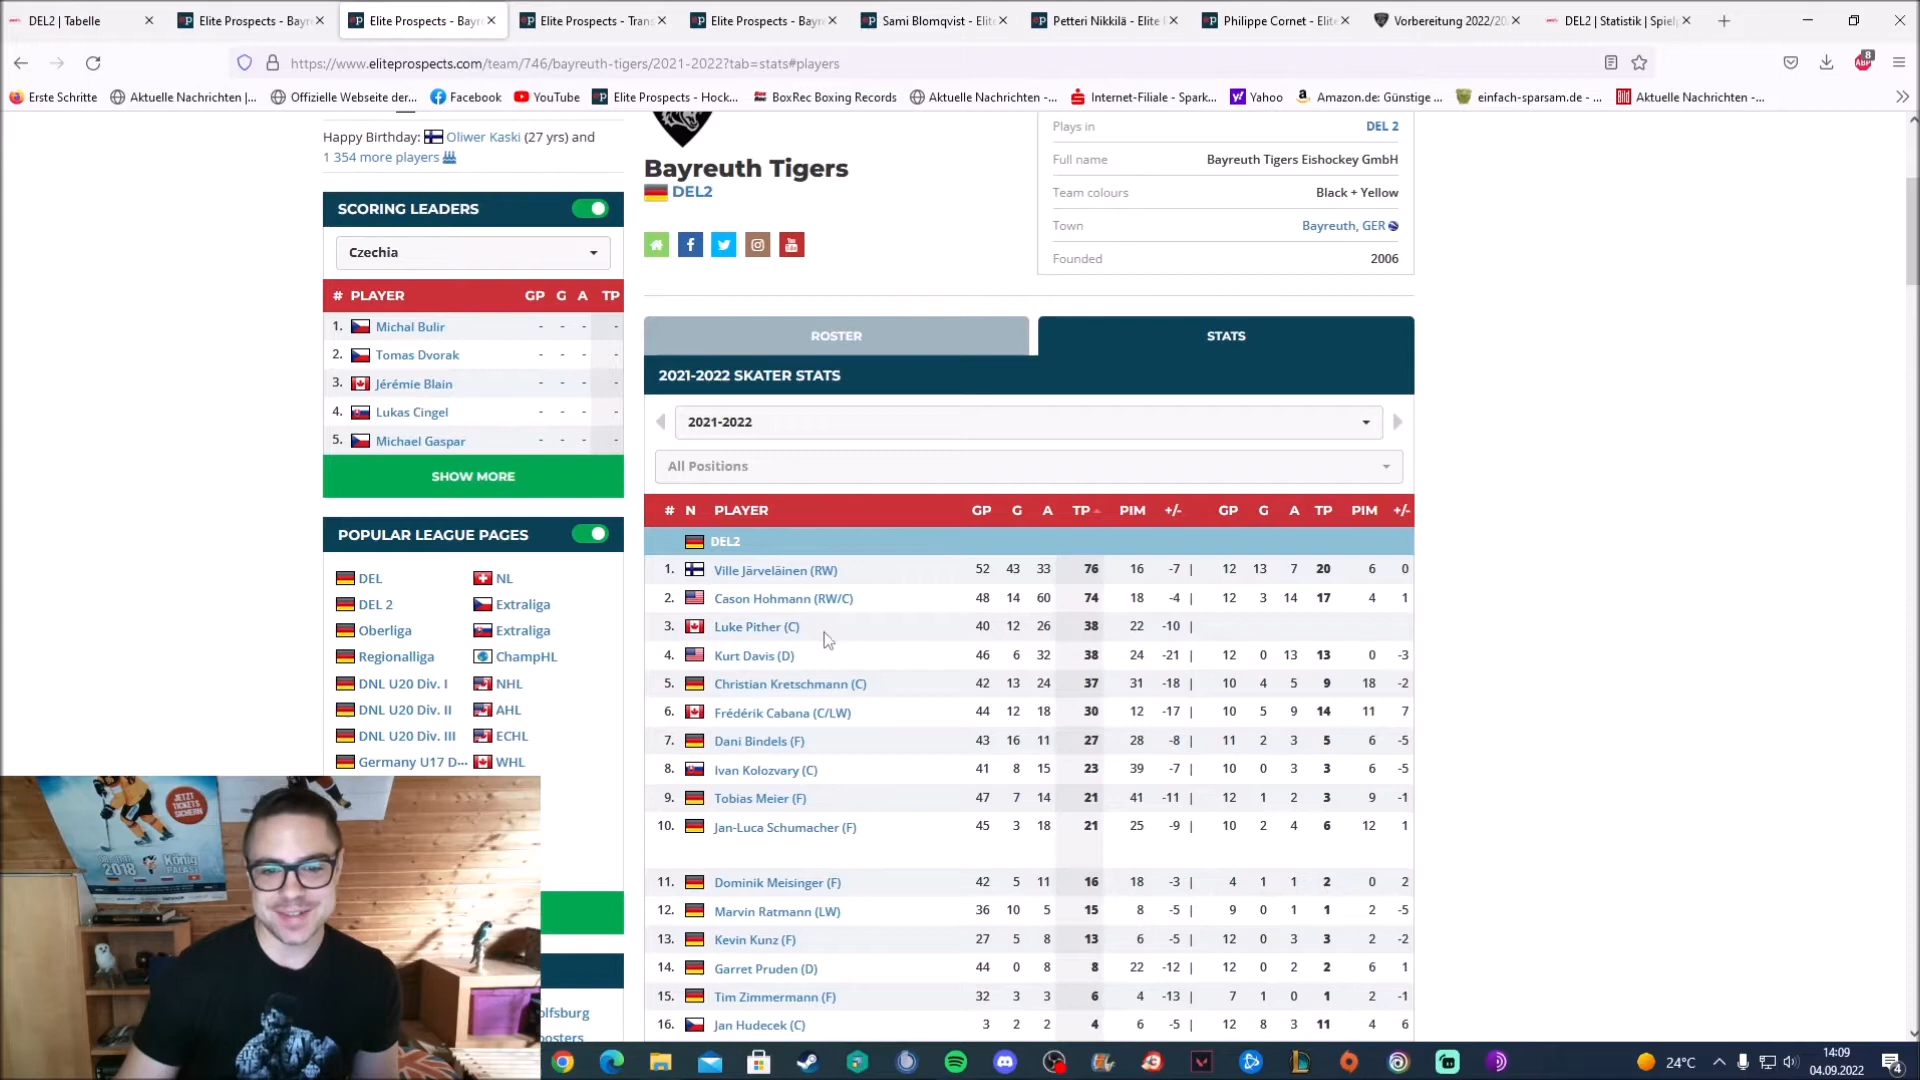 DEL2 | Tabelle
Elite Prospects - Bayr
Elite Prospects - Bayr
Elite Prospects - Trans
Elite Prospects - Bayre
Sami Blomqvist - Elite
Petteri Nikkilä - Elite
Philippe Cornet - Elite
Vorbereitung 2022/20
DEL2 | Statistik | Spiel
https://www.eliteprospects.com/team/746/bayreuth-tigers/2021-2022?tab=stats#players
8
ABP
Erste Schritte
Aktuelle Nachrichten |...
Offizielle Webseite der...
Facebook
YouTube
Elite Prospects - Hock...
BoxRec Boxing Records
Aktuelle Nachrichten -...
Internet-Filiale - Spark...
Yahoo
Amazon.de: Günstige ...
einfach-sparsam.de - ...
Aktuelle Nachrichten -...
Happy Birthday: Oliwer Kaski (27 yrs) and
1 354 more players
SCORING LEADERS
Czechia
# PLAYER GP G A TP
1. Michal Bulir - - - -
2. Tomas Dvorak - - - -
3. Jérémie Blain - - - -
4. Lukas Cingel - - - -
5. Michael Gaspar - - - -
SHOW MORE
POPULAR LEAGUE PAGES
DEL NL
DEL 2 Extraliga
Oberliga Extraliga
Regionalliga ChampHL
DNL U20 Div. I NHL
DNL U20 Div. II AHL
DNL U20 Div. III ECHL
Germany U17 D... WHL
Bayreuth Tigers
DEL2
Plays in DEL 2
Full name Bayreuth Tigers Eishockey GmbH
Team colours Black + Yellow
Town Bayreuth, GER
Founded 2006
ROSTER
STATS
2021-2022 SKATER STATS
2021-2022
All Positions
# N PLAYER GP G A TP PIM +/- GP G A TP PIM +/-
DEL2
1. Ville Järveläinen (RW) 52 43 33 76 16 -7 | 12 13 7 20 6 0
2. Cason Hohmann (RW/C) 48 14 60 74 18 -4 | 12 3 14 17 4 1
3. Luke Pither (C) 40 12 26 38 22 -10 |
4. Kurt Davis (D) 46 6 32 38 24 -21 | 12 0 13 13 0 -3
5. Christian Kretschmann (C) 42 13 24 37 31 -18 | 10 4 5 9 18 -2
6. Frédérik Cabana (C/LW) 44 12 18 30 12 -17 | 10 5 9 14 11 7
7. Dani Bindels (F) 43 16 11 27 28 -8 | 11 2 3 5 6 -5
8. Ivan Kolozvary (C) 41 8 15 23 39 -7 | 10 0 3 3 6 -5
9. Tobias Meier (F) 47 7 14 21 41 -11 | 12 1 2 3 9 -1
10. Jan-Luca Schumacher (F) 45 3 18 21 25 -9 | 10 2 4 6 12 1
11. Dominik Meisinger (F) 42 5 11 16 18 -3 | 4 1 1 2 0 2
12. Marvin Ratmann (LW) 36 10 5 15 8 -5 | 9 0 1 1 2 -5
13. Kevin Kunz (F) 27 5 8 13 6 -5 | 12 0 3 3 2 -2
14. Garret Pruden (D) 44 0 8 8 22 -12 | 12 0 2 2 6 1
15. Tim Zimmermann (F) 32 3 3 6 4 -13 | 7 1 0 1 2 -1
16. Jan Hudecek (C) 3 2 2 4 6 -5 | 12 8 3 11 4 6
JETZT
TICKETS
SICHERN
2018
König
PALAST
olfsburg
oosters
24°C
14:09
04.09.2022
4